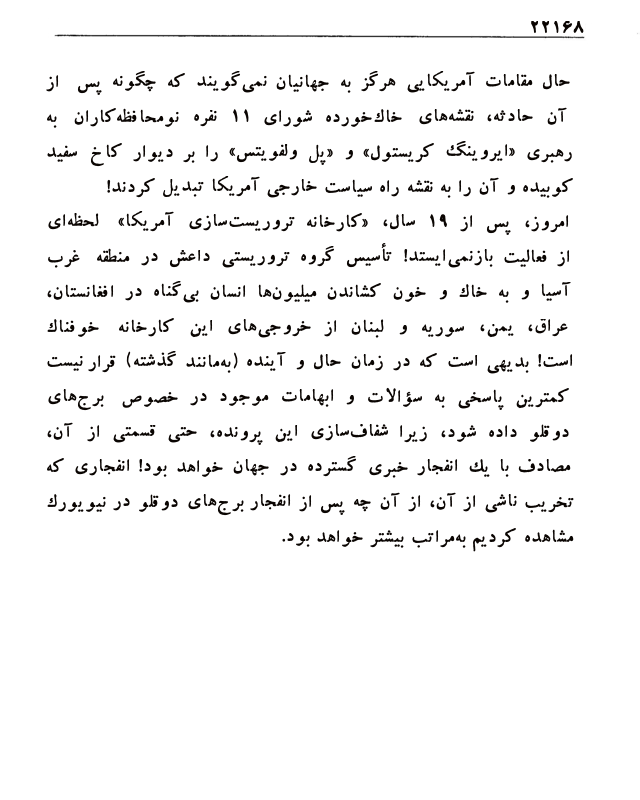 ۲۲۱۶۸
حال مقامات آمریکایی هرگز به جهانیان نمی‌گویند که چگونه پس از
آن حادثه، نقشه‌های خاک‌خورده شورای ۱۱ نفره نومحافظه‌کاران به
رهبری «ایروینگ کریستول» و «پل ولفویتس» را بر دیوار کاخ سفید
کوبیده و آن را به نقشه راه سیاست خارجی آمریکا تبدیل کردند!
امروز، پس از ۱۹ سال، «کارخانه تروریست‌سازی آمریکا» لحظه‌ای
از فعالیت بازنمی‌ایستد! تأسیس گروه تروریستی داعش در منطقه غرب
آسیا و به خاک و خون کشاندن میلیون‌ها انسان بی‌گناه در افغانستان،
عراق، یمن، سوریه و لبنان از خروجی‌های این کارخانه خوفناک
است! بدیهی است که در زمان حال و آینده (به‌مانند گذشته) قرار نیست
کمترین پاسخی به سؤالات و ابهامات موجود در خصوص برج‌های
دوقلو داده شود، زیرا شفاف‌سازی این پرونده، حتی قسمتی از آن،
مصادف با یک انفجار خبری گسترده در جهان خواهد بود! انفجاری که
تخریب ناشی از آن، از آن چه پس از انفجار برج‌های دوقلو در نیویورک
مشاهده کردیم به‌مراتب بیشتر خواهد بود.